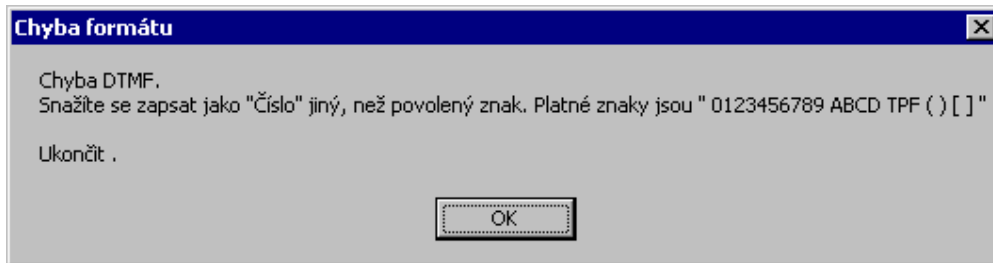 Chyba formátu
Chyba DTMF.
Snažíte se zapsat jako "Číslo" jiný, než povolený znak. Platné znaky jsou " 0123456789 ABCD TPF ( ) [ ] "
Ukončit .
OK